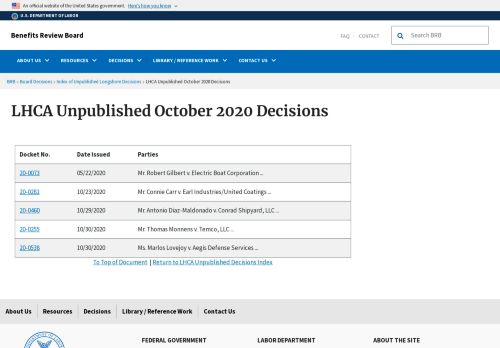 An official website of the United States government. Here's how you know
U.S. DEPARTMENT OF LABOR
Benefits Review Board
FAQ
CONTACT
Search BRB
ABOUT US
RESOURCES
DECISIONS
LIBRARY / REFERENCE WORK
CONTACT US
BRB › Board Decisions › Index of Unpublished Longshore Decisions › LHCA Unpublished October 2020 Decisions
LHCA Unpublished October 2020 Decisions
Docket No. Date Issued Parties
20-0073 05/22/2020 Mr. Robert Gilbert v. Electric Boat Corporation ...
20-0281 10/23/2020 Mr. Connie Carr v. Earl Industries/United Coatings ...
20-0460 10/29/2020 Mr. Antonio Diaz-Maldonado v. Conrad Shipyard, LLC ...
20-0255 10/30/2020 Mr. Thomas Monnens v. Temco, LLC ...
20-0538 10/30/2020 Ms. Marlos Lovejoy v. Aegis Defense Services ...
To Top of Document | Return to LHCA Unpublished Decisions Index
About Us Resources Decisions Library / Reference Work Contact Us
FEDERAL GOVERNMENT LABOR DEPARTMENT ABOUT THE SITE